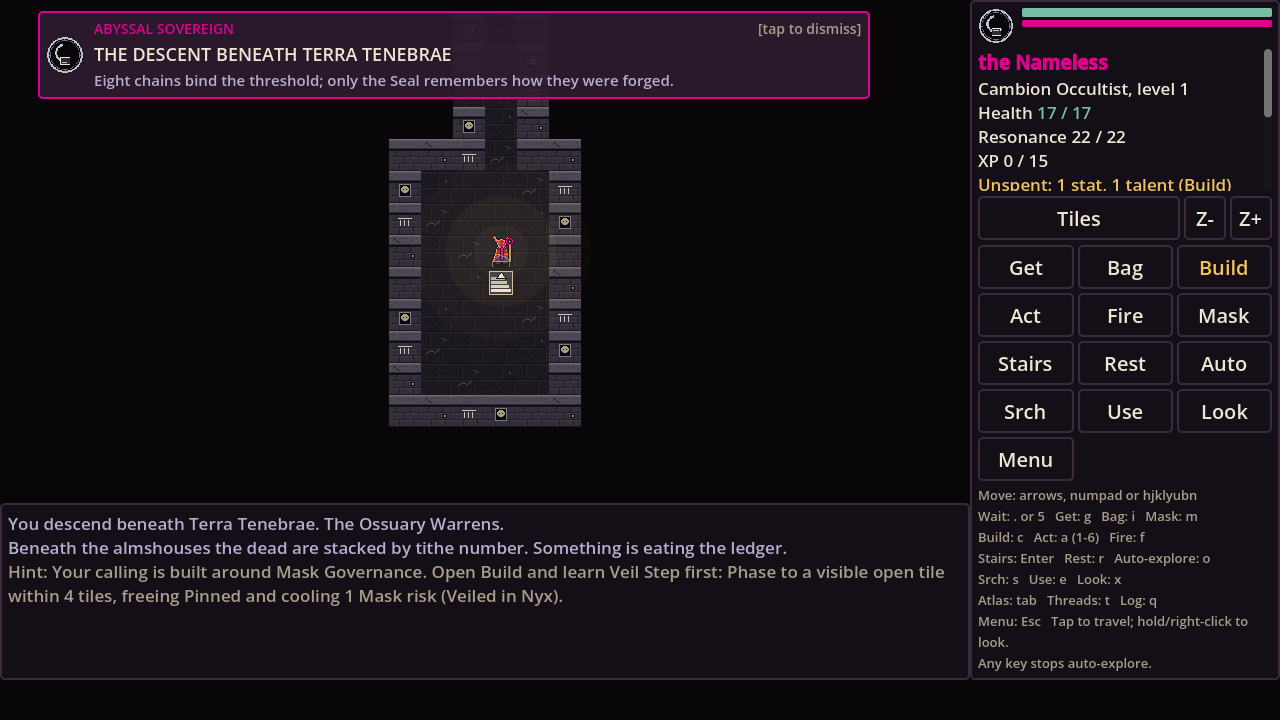 ABYSSAL SOVEREIGN
[tap to dismiss]
THE DESCENT BENEATH TERRA TENEBRAE
Eight chains bind the threshold; only the Seal remembers how they were forged.
the Nameless
Cambion Occultist, level 1
Health 17 / 17
Resonance 22 / 22
XP 0 / 15
Unspent: 1 stat, 1 talent (Build)
Tiles
Z-
Z+
Get
Bag
Build
Act
Fire
Mask
Stairs
Rest
Auto
Srch
Use
Look
Menu
Move: arrows, numpad or hjklyubn
Wait: . or 5 Get: g Bag: i Mask: m
Build: c Act: a (1-6) Fire: f
Stairs: Enter Rest: r Auto-explore: o
Srch: s Use: e Look: x
Atlas: tab Threads: t Log: q
Menu: Esc Tap to travel; hold/right-click to
look.
Any key stops auto-explore.
You descend beneath Terra Tenebrae. The Ossuary Warrens.
Beneath the almshouses the dead are stacked by tithe number. Something is eating the ledger.
Hint: Your calling is built around Mask Governance. Open Build and learn Veil Step first: Phase to a visible open tile
within 4 tiles, freeing Pinned and cooling 1 Mask risk (Veiled in Nyx).